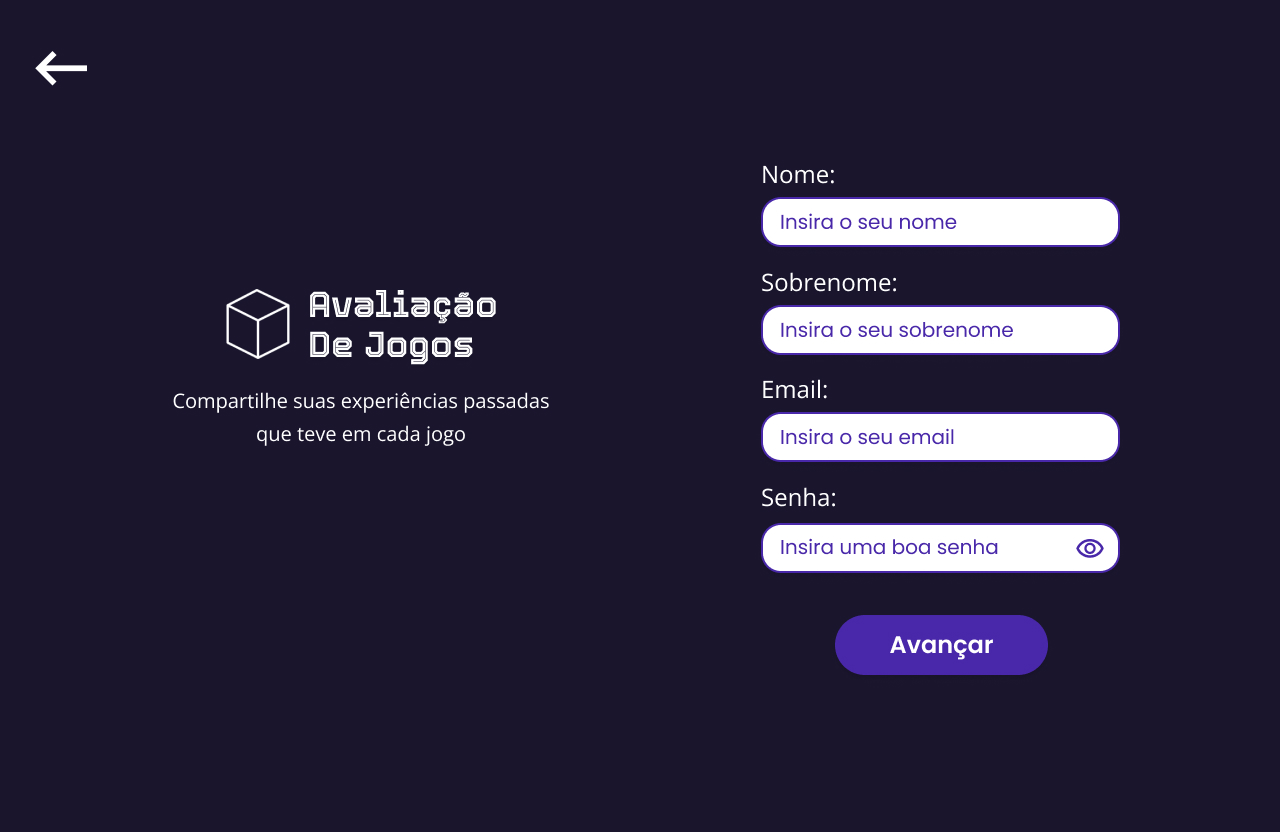 Avaliação
De Jogos
Compartilhe suas experiências passadas
que teve em cada jogo
Nome:
Insira o seu nome
Sobrenome:
Insira o seu sobrenome
Email:
Insira o seu email
Senha:
Insira uma boa senha
Avançar